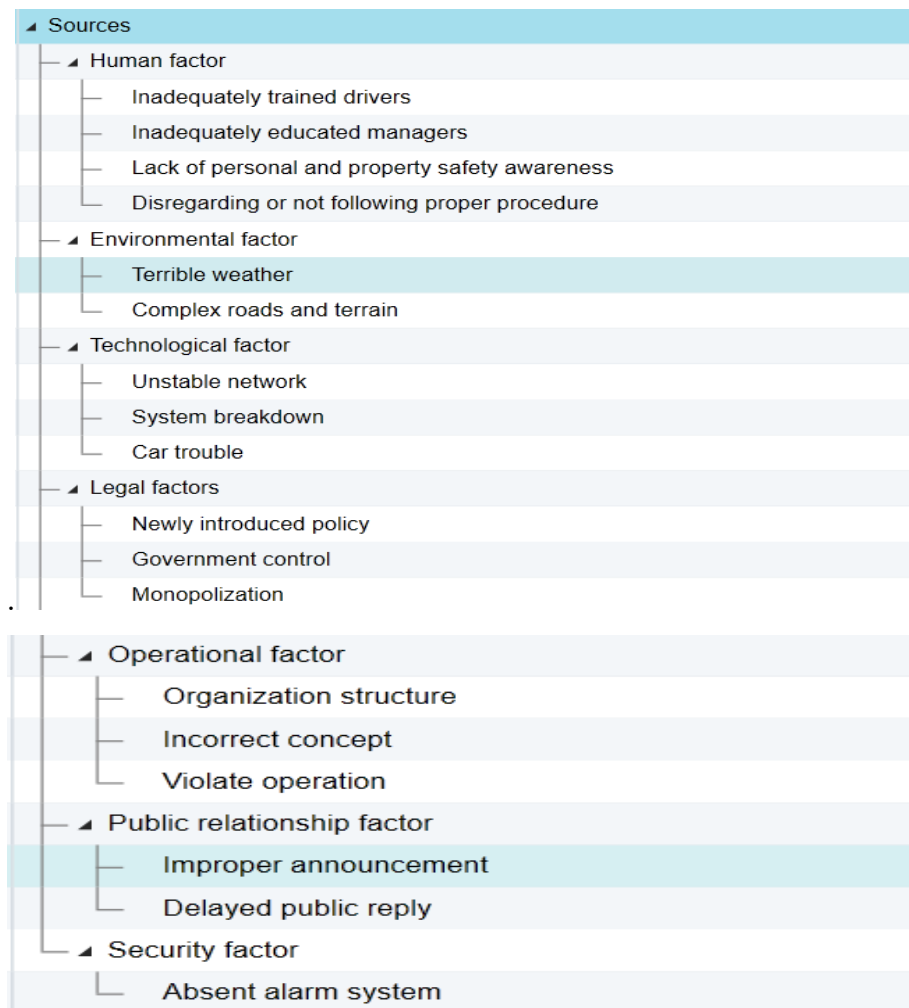 Sources
Human factor
Inadequately trained drivers
Inadequately educated managers
Lack of personal and property safety awareness
Disregarding or not following proper procedure
Environmental factor
Terrible weather
Complex roads and terrain
Technological factor
Unstable network
System breakdown
Car trouble
Legal factors
Newly introduced policy
Government control
Monopolization
.
Operational factor
Organization structure
Incorrect concept
Violate operation
Public relationship factor
Improper announcement
Delayed public reply
Security factor
Absent alarm system